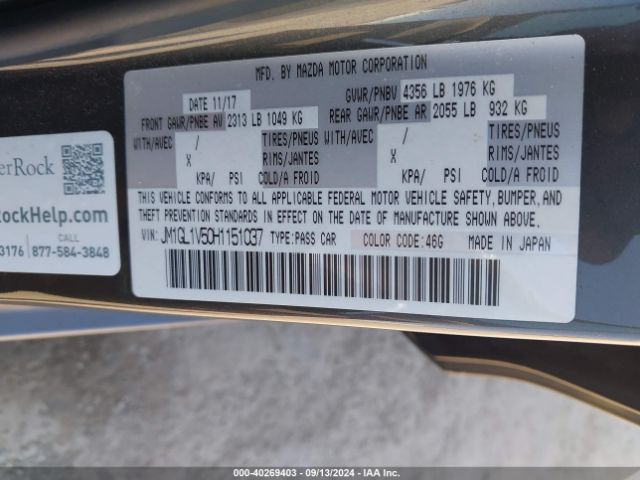 MFD. BY MAZDA MOTOR CORPORATION
DATE 11/17 GVWR/PNBV 4356 LB 1976 KG
FRONT GAWR/PNBE AV 2313 LB 1049 KG REAR GAWR/PNBE AR 2055 LB 932 KG
WITH/AVEC / TIRES/PNEUS WITH/AVEC / TIRES/PNEUS
X RIMS/JANTES X RIMS/JANTES
KPA/ PSI COLD/A FROID KPA/ PSI COLD/A FROID
THIS VEHICLE CONFORMS TO ALL APPLICABLE FEDERAL MOTOR VEHICLE SAFETY, BUMPER, AND
THEFT PREVENTION STANDARDS IN EFFECT ON THE DATE OF MANUFACTURE SHOWN ABOVE.
VIN: JM1GL1V50H1151037 TYPE:PASS CAR COLOR CODE:46G MADE IN JAPAN
erRock
ockHelp.com
CALL
3176 | 877-584-3848
000-40269403 - 09/13/2024 - IAA Inc.